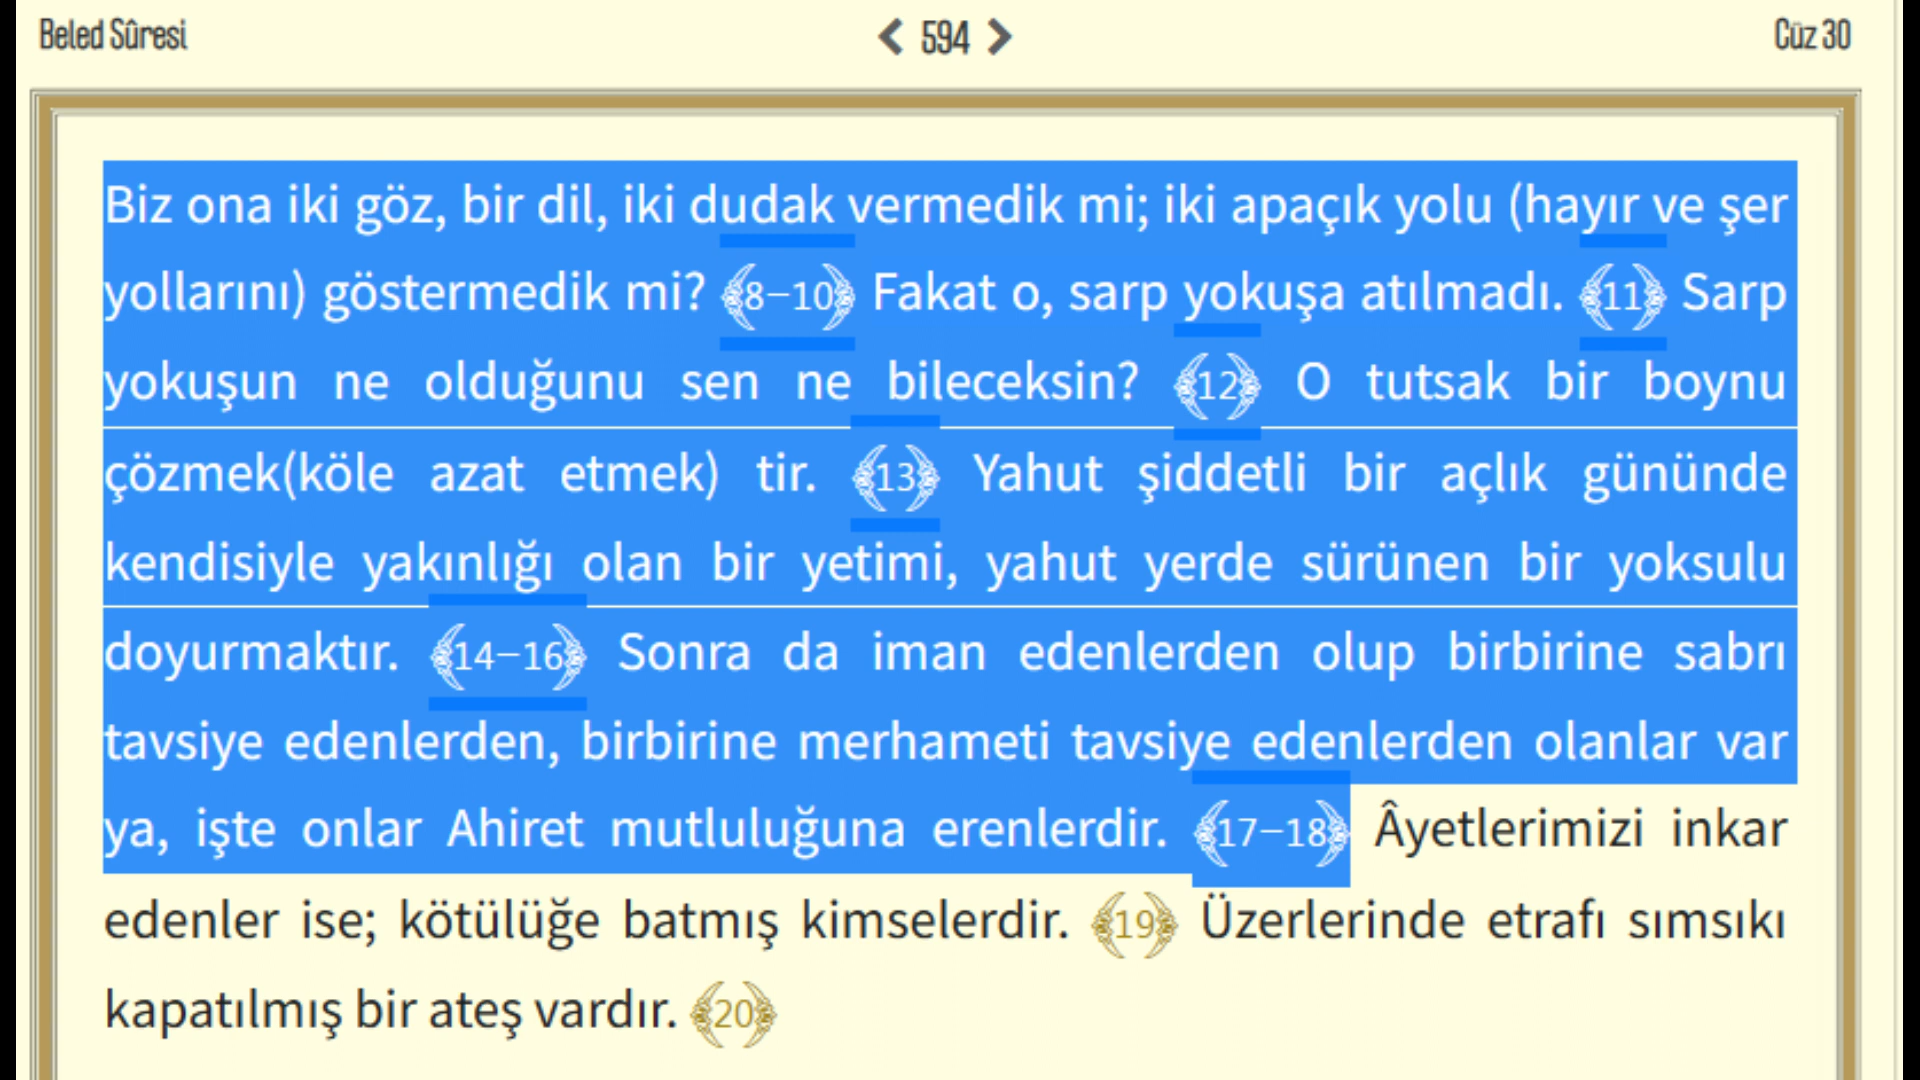 Beled Sûresi
594
Cüz 30
Biz ona iki göz, bir dil, iki dudak vermedik mi; iki apaçık yolu (hayır ve şer
yollarını) göstermedik mi? ﴾8–10﴿ Fakat o, sarp yokuşa atılmadı. ﴾11﴿ Sarp
yokuşun ne olduğunu sen ne bileceksin? ﴾12﴿ O tutsak bir boynu
çözmek(köle azat etmek) tir. ﴾13﴿ Yahut şiddetli bir açlık gününde
kendisiyle yakınlığı olan bir yetimi, yahut yerde sürünen bir yoksulu
doyurmaktır. ﴾14–16﴿ Sonra da iman edenlerden olup birbirine sabrı
tavsiye edenlerden, birbirine merhameti tavsiye edenlerden olanlar var
ya, işte onlar Ahiret mutluluğuna erenlerdir. ﴾17–18﴿ Âyetlerimizi inkar
edenler ise; kötülüğe batmış kimselerdir. ﴾19﴿ Üzerlerinde etrafı sımsıkı
kapatılmış bir ateş vardır. ﴾20﴿